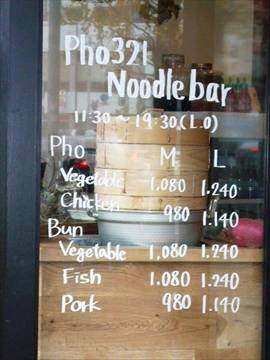 Pho321
Noodle bar
11:30~19:30(L.O)
Pho M L
Vegetable 1.080 1.240
Chicken 980 1.140
Bun
Vegetable 1.080 1.240
Fish 1.080 1.240
Pork 980 1.140